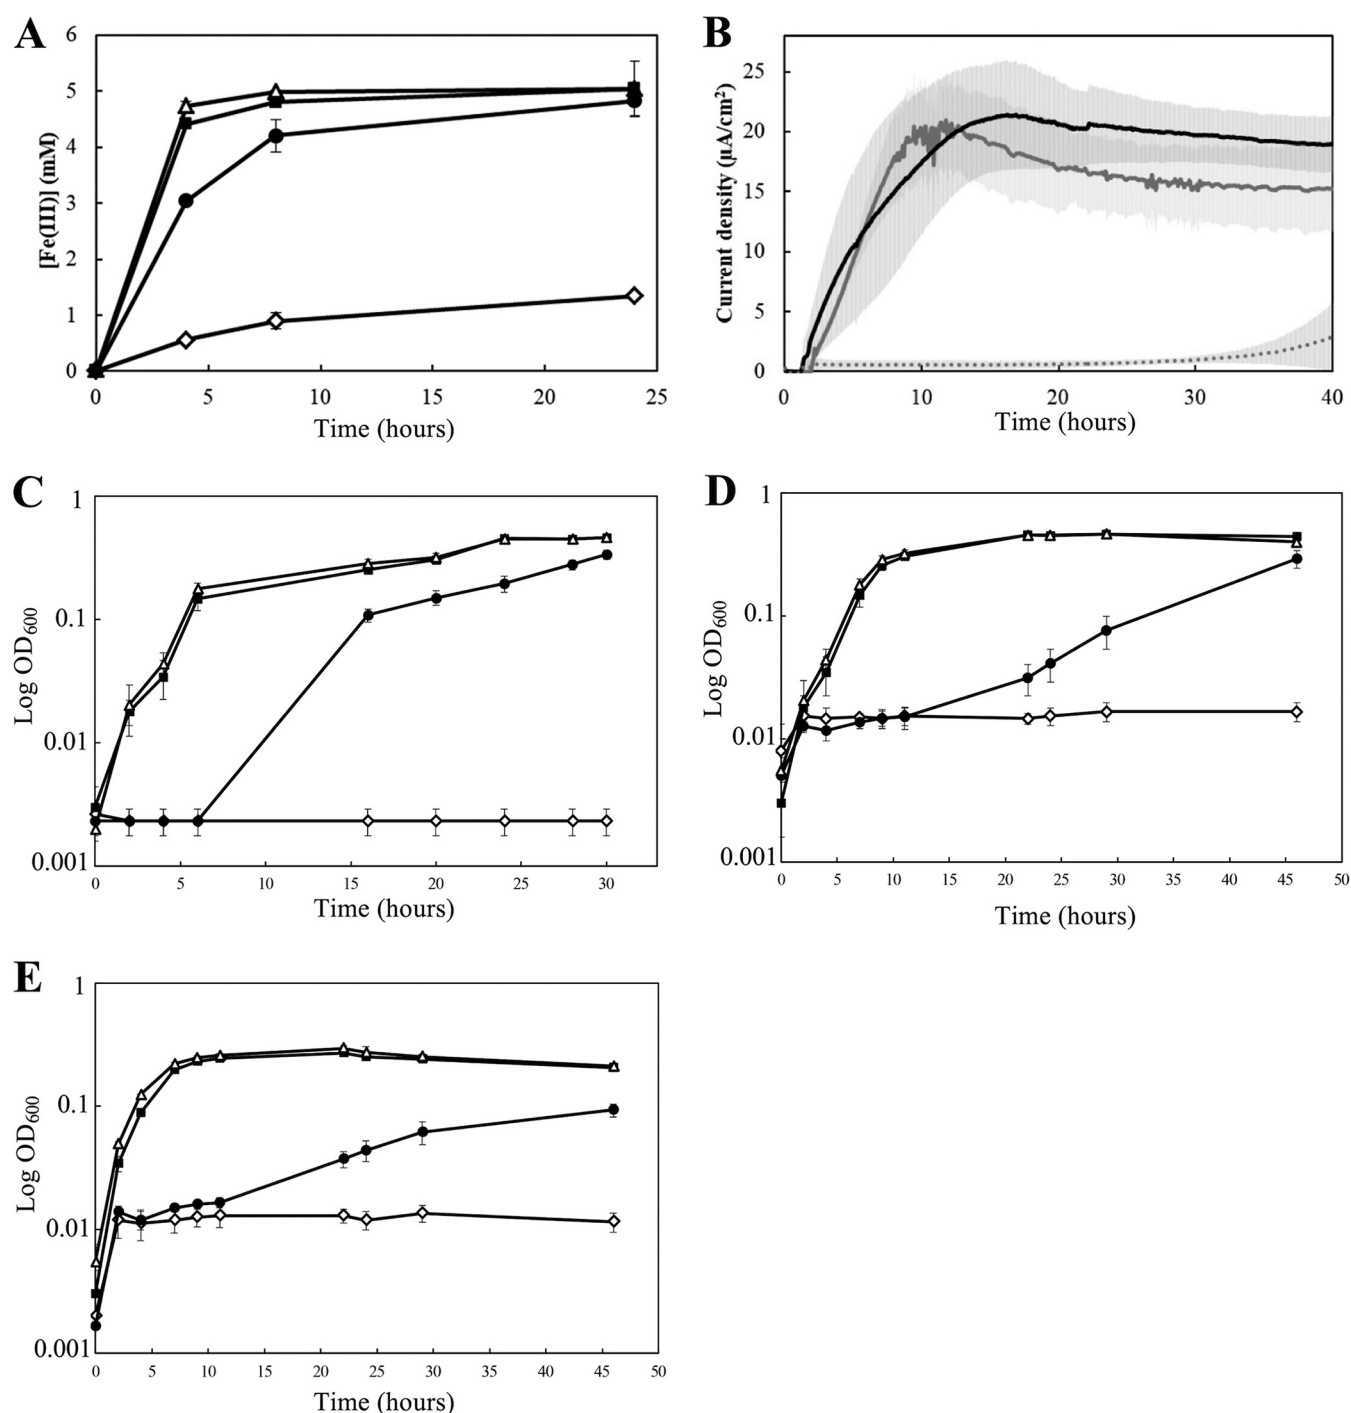 A
6
5
4
3
2
1
0
[Fe(III)] (mM)
0 5 10 15 20 25
Time (hours)
B
25
20
15
10
5
0
Current density (µA/cm²)
0 10 20 30 40
Time (hours)
C
1
0.1
0.01
0.001
Log OD600
0 5 10 15 20 25 30
Time (hours)
D
1
0.1
0.01
0.001
Log OD600
0 5 10 15 20 25 30 35 40 45 50
Time (hours)
E
1
0.1
0.01
0.001
Log OD600
0 5 10 15 20 25 30 35 40 45 50
Time (hours)